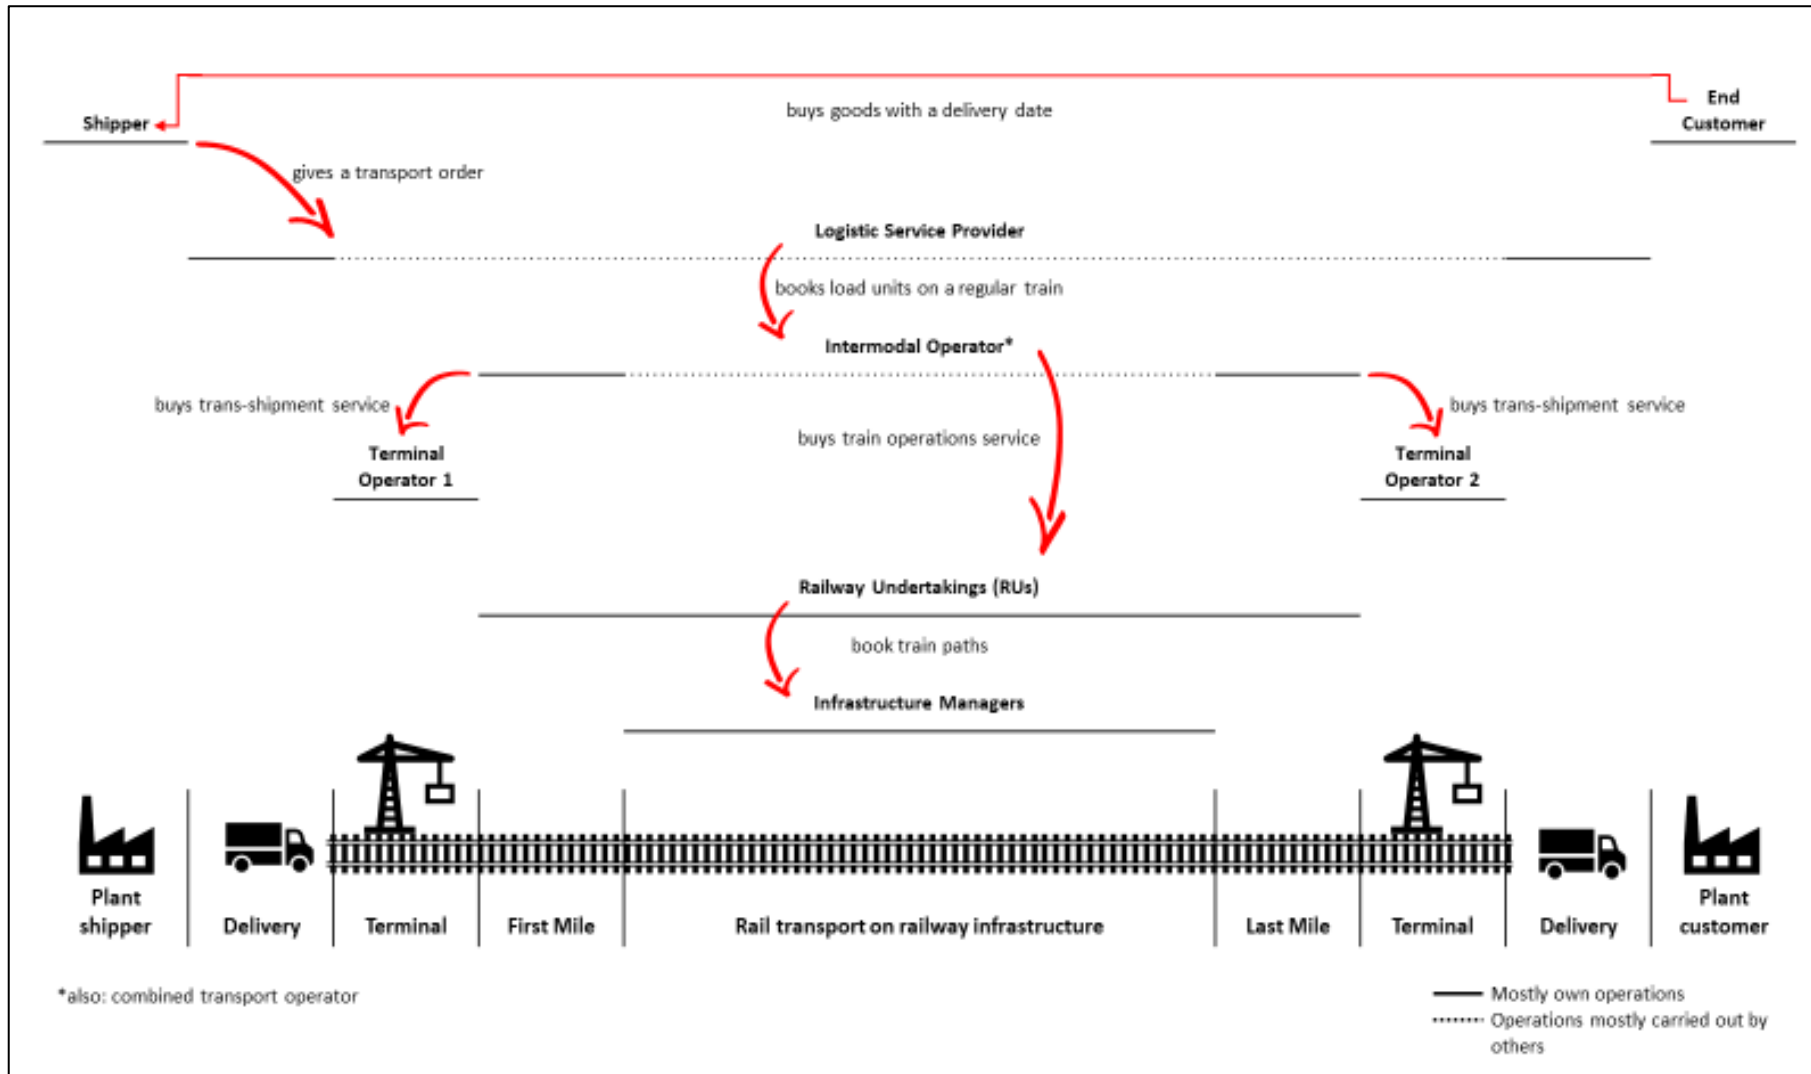 buys goods with a delivery date
End
Customer
Shipper
gives a transport order
Logistic Service Provider
books load units on a regular train
Intermodal Operator*
buys trans-shipment service
buys trans-shipment service
buys train operations service
Terminal
Operator 1
Terminal
Operator 2
Railway Undertakings (RUs)
book train paths
Infrastructure Managers
Plant
shipper
Delivery
Terminal
First Mile
Rail transport on railway infrastructure
Last Mile
Terminal
Delivery
Plant
customer
*also: combined transport operator
Mostly own operations
Operations mostly carried out by
others